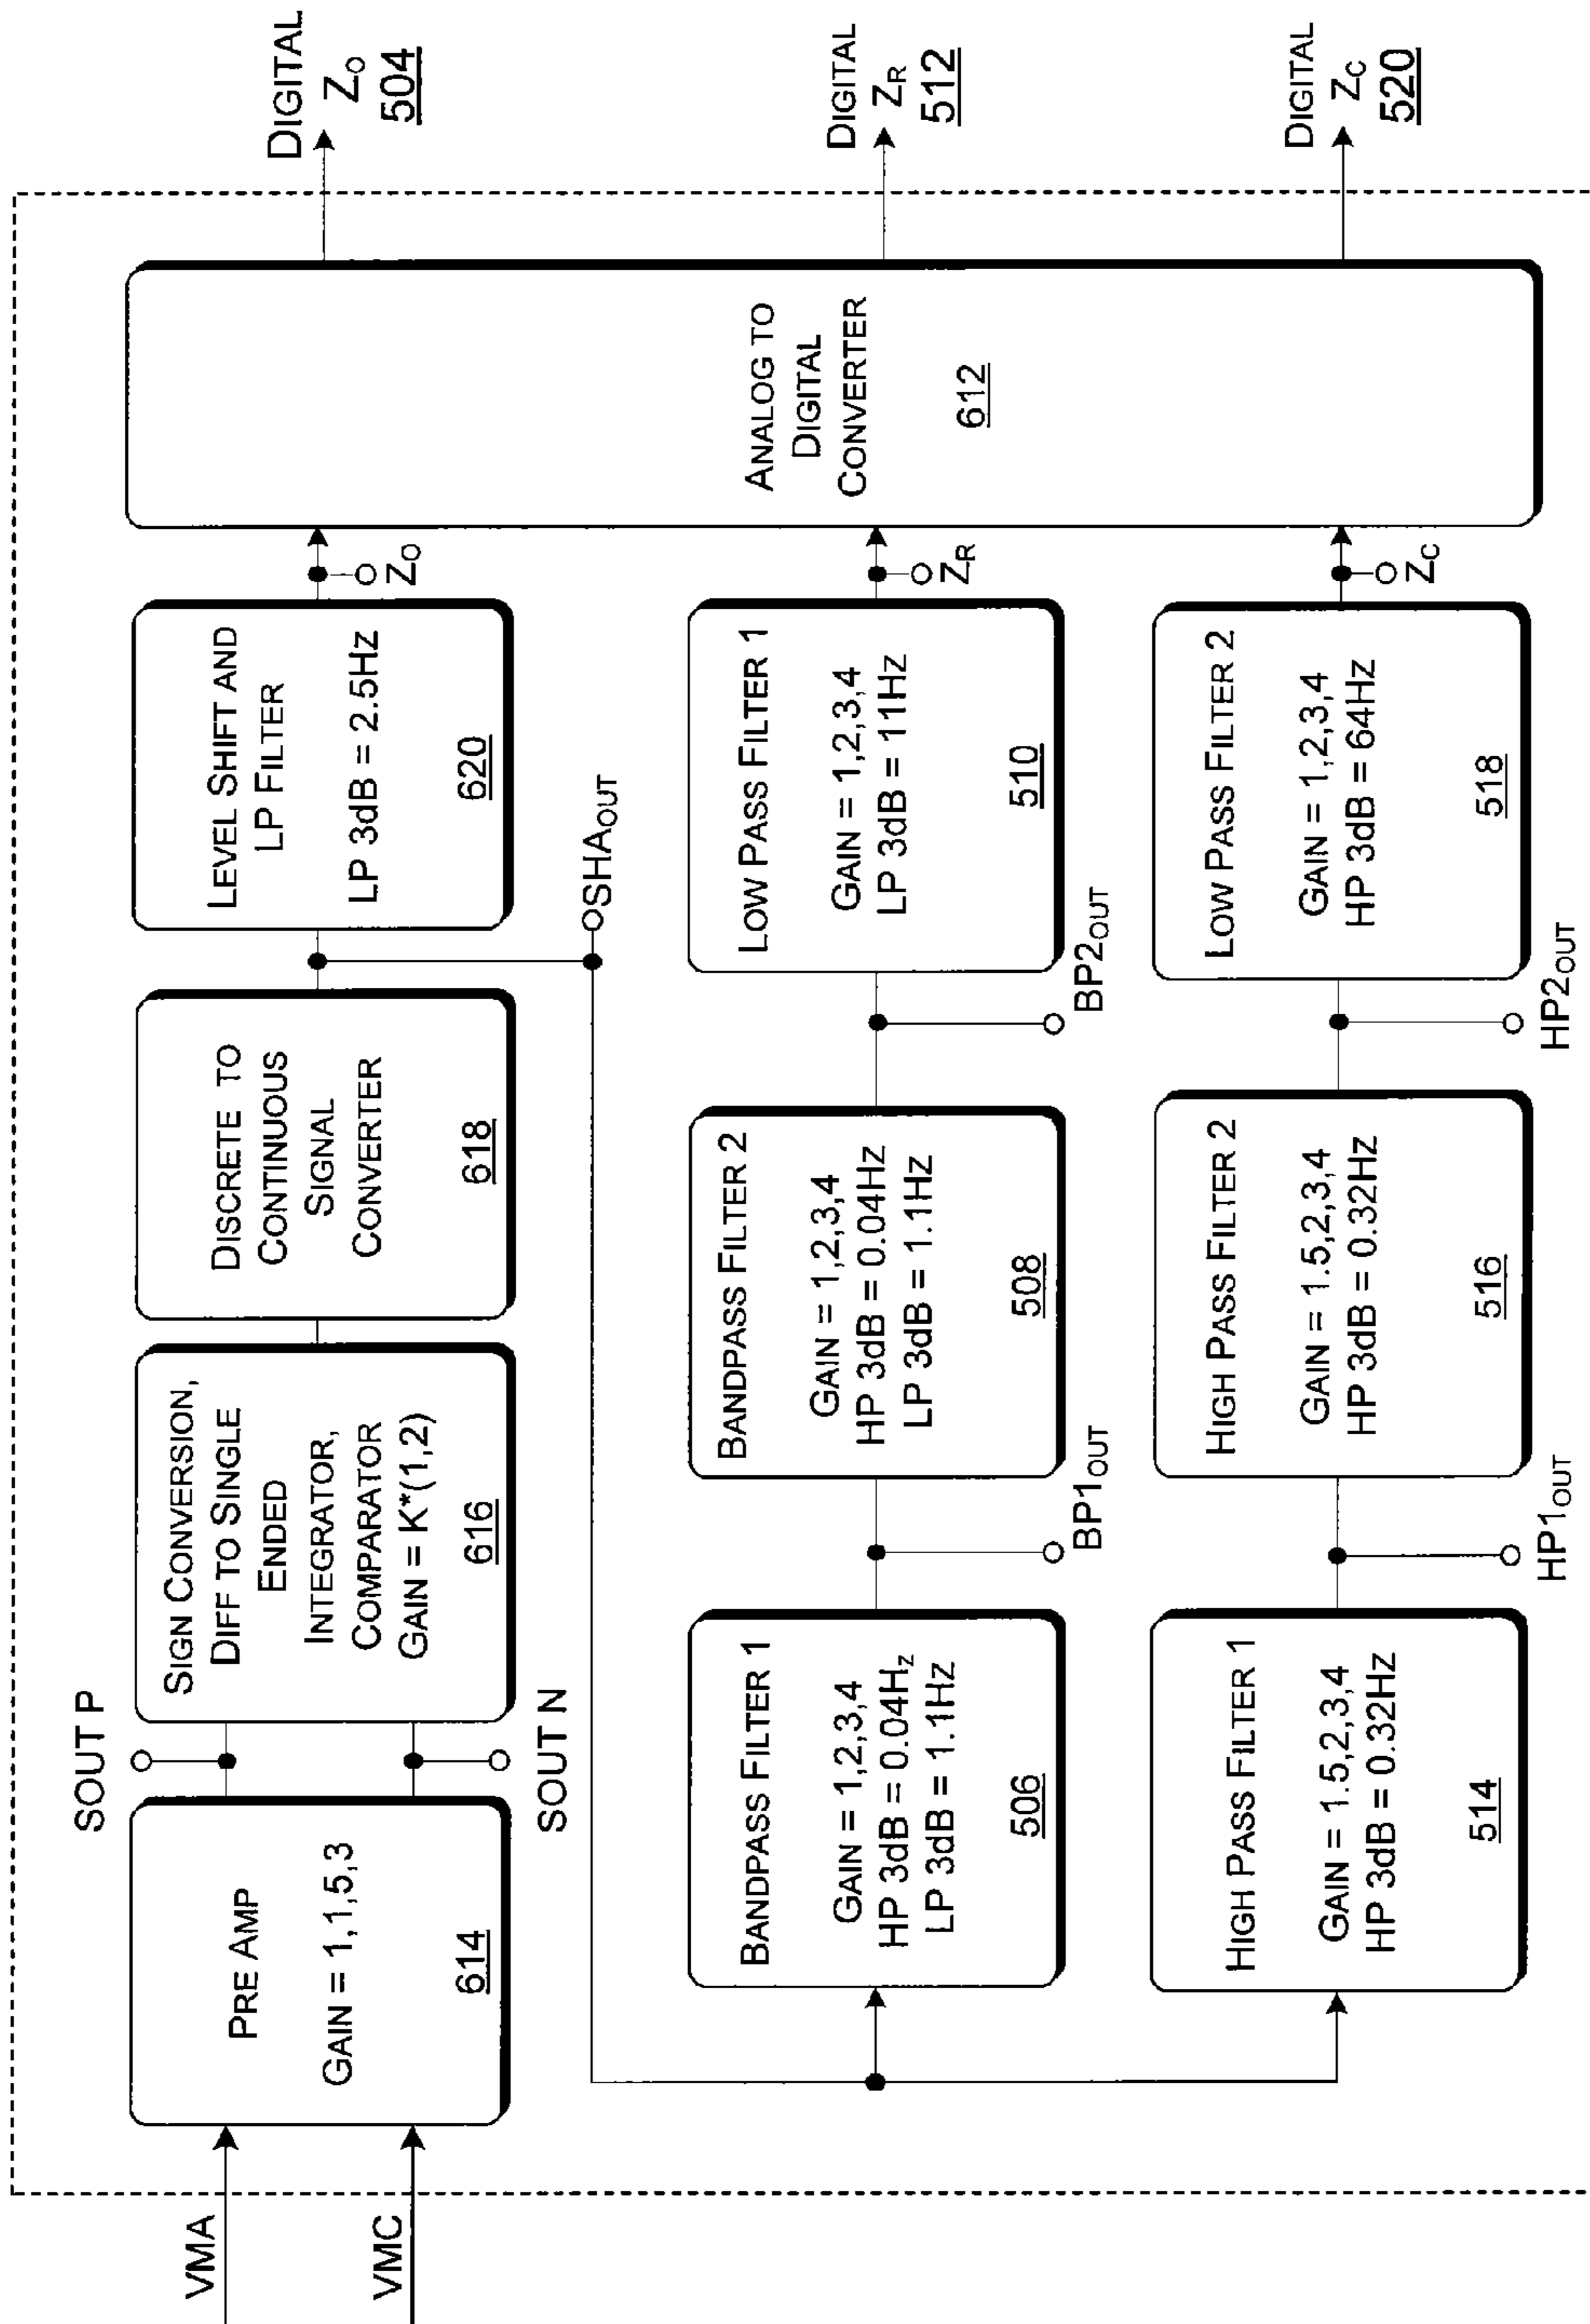 VMA
VMC
PRE AMP
GAIN = 1,1,5,3
614
SOUT P
SOUT N
SIGN CONVERSION,
DIFF TO SINGLE
ENDED
INTEGRATOR,
COMPARATOR
GAIN = K*(1,2)
616
DISCRETE TO
CONTINUOUS
SIGNAL
CONVERTER
618
SHAOUT
LEVEL SHIFT AND
LP FILTER
LP 3dB = 2.5HZ
620
ZO
BANDPASS FILTER 1
GAIN = 1,2,3,4
HP 3dB = 0.04Hz
LP 3dB = 1.1HZ
506
BP1OUT
BANDPASS FILTER 2
GAIN = 1,2,3,4
HP 3dB = 0.04HZ
LP 3dB = 1.1HZ
508
BP2OUT
LOW PASS FILTER 1
GAIN = 1,2,3,4
LP 3dB = 11HZ
510
ZR
HIGH PASS FILTER 1
GAIN = 1.5,2,3,4
HP 3dB = 0.32HZ
514
HP1OUT
HIGH PASS FILTER 2
GAIN = 1.5,2,3,4
HP 3dB = 0.32HZ
516
HP2OUT
LOW PASS FILTER 2
GAIN = 1,2,3,4
HP 3dB = 64HZ
518
ZC
ANALOG TO
DIGITAL
CONVERTER
612
DIGITAL
ZO
504
DIGITAL
ZR
512
DIGITAL
ZC
520